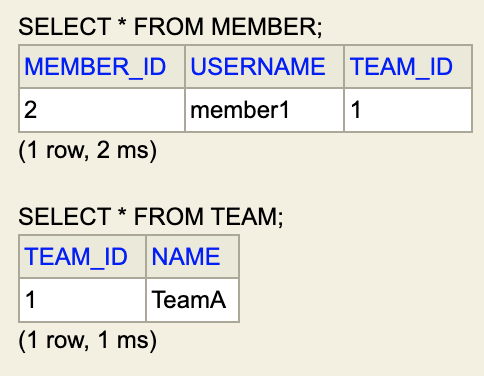 SELECT * FROM MEMBER;
MEMBER_ID USERNAME TEAM_ID
2 member1 1
(1 row, 2 ms)
SELECT * FROM TEAM;
TEAM_ID NAME
1 TeamA
(1 row, 1 ms)